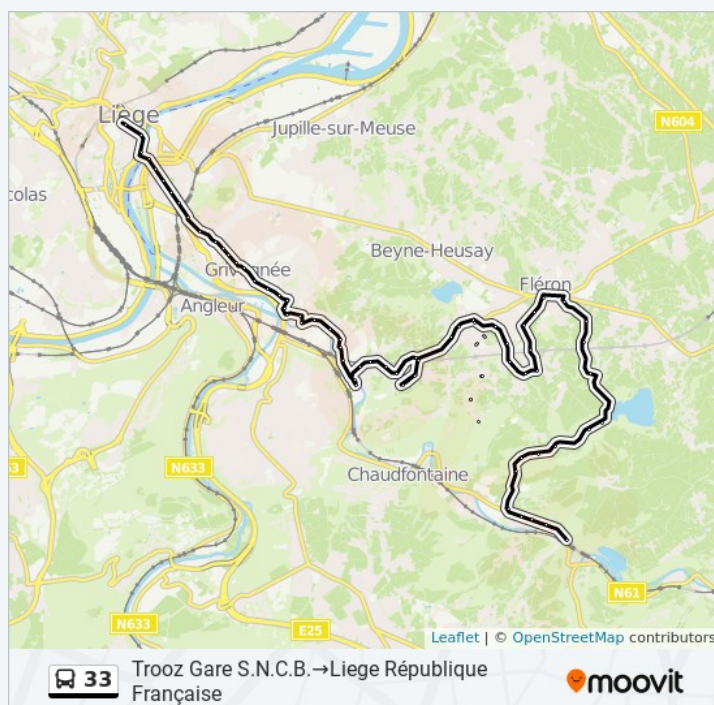 Liège
Jupille-sur-Meuse
N604
colas
Beyne-Heusay
Grivegnée
Fléron
Angleur
N633
Chaudfontaine
N633
E25
N61
Leaflet | © OpenStreetMap contributors
33
Trooz Gare S.N.C.B.→Liege République
Française
moovit